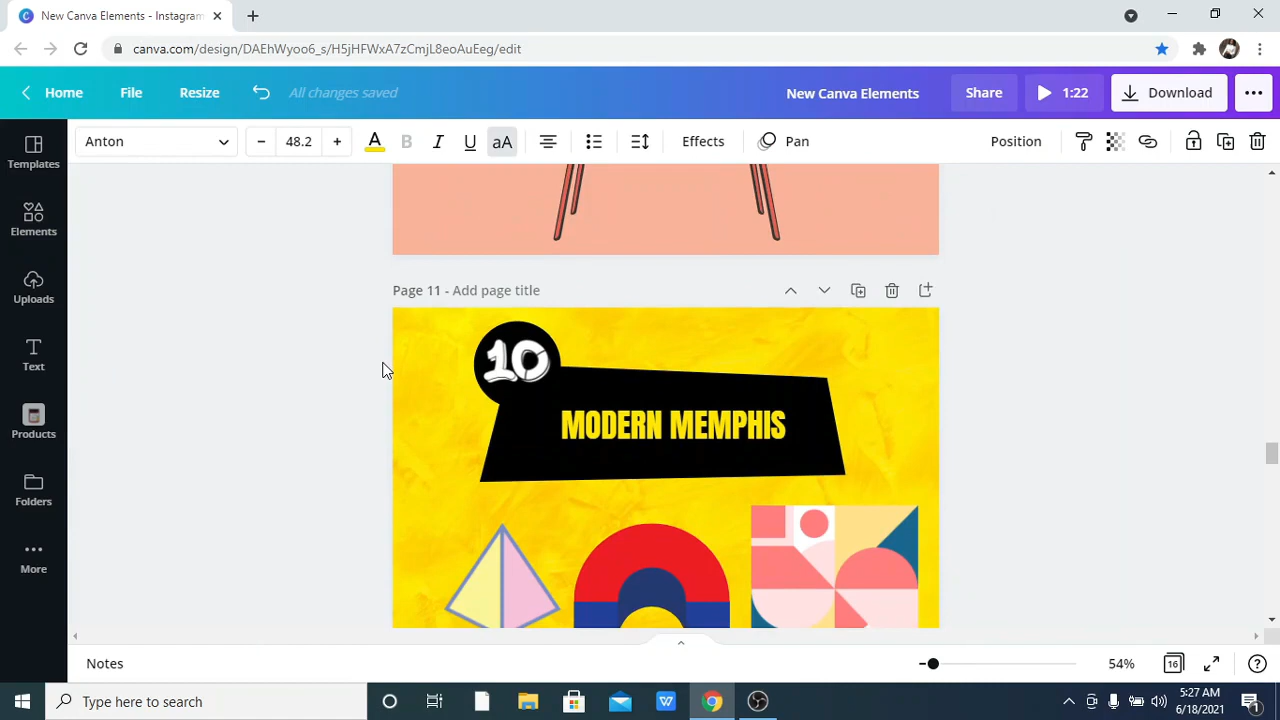 New Canva Elements - Instagram
canva.com/design/DAEhWyoo6_s/H5jHFWxA7zCmjL8eoAuEeg/edit
Home File Resize All changes saved New Canva Elements Share 1:22 Download
Anton 48.2 B I U aA Effects Pan Position
Templates
Elements
Uploads
Text
Products
Folders
More
Page 11 - Add page title
10
MODERN MEMPHIS
Notes 54% 16
Type here to search
5:27 AM
6/18/2021
1